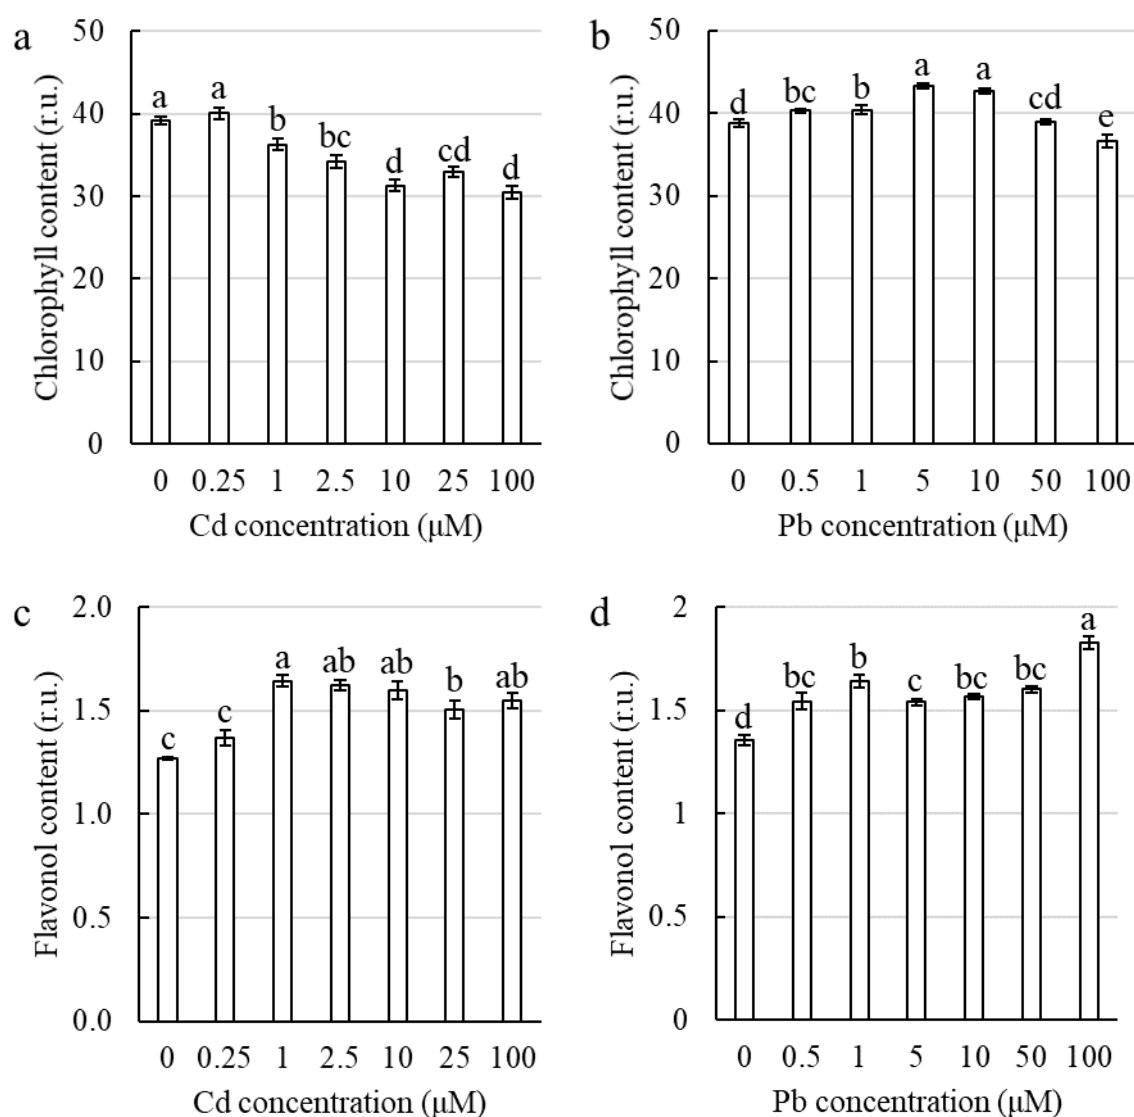 a
Chlorophyll content (r.u.)
50
40
30
20
10
0
a a b bc d cd d
0 0.25 1 2.5 10 25 100
Cd concentration (μM)
b
Chlorophyll content (r.u.)
50
40
30
20
10
0
d bc b a a cd e
0 0.5 1 5 10 50 100
Pb concentration (μM)
c
Flavonol content (r.u.)
2.0
1.5
1.0
0.5
0.0
c c a ab ab b ab
0 0.25 1 2.5 10 25 100
Cd concentration (μM)
d
Flavonol content (r.u.)
2
1.5
1
0.5
0
d bc b c bc bc a
0 0.5 1 5 10 50 100
Pb concentration (μM)